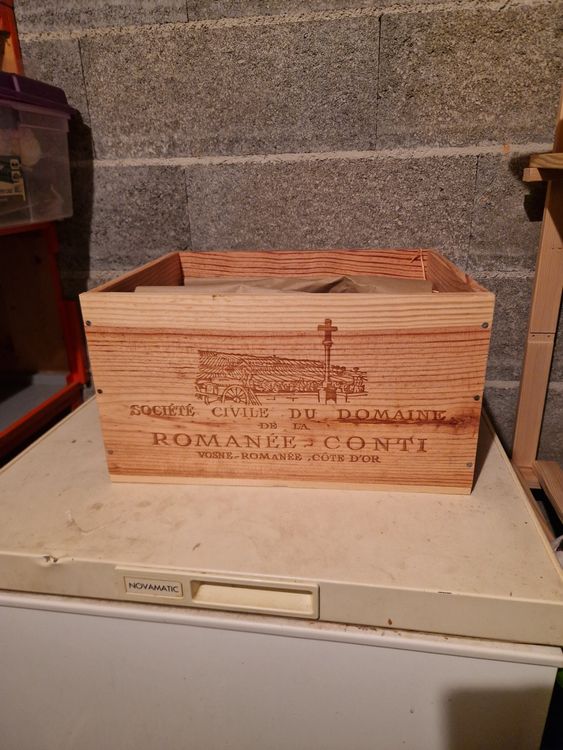 SOCIÉTÉ CIVILE DU DOMAINE
DE LA
ROMANÉE-CONTI
VOSNE-ROMANÉE, CÔTE D'OR
NOVAMATIC